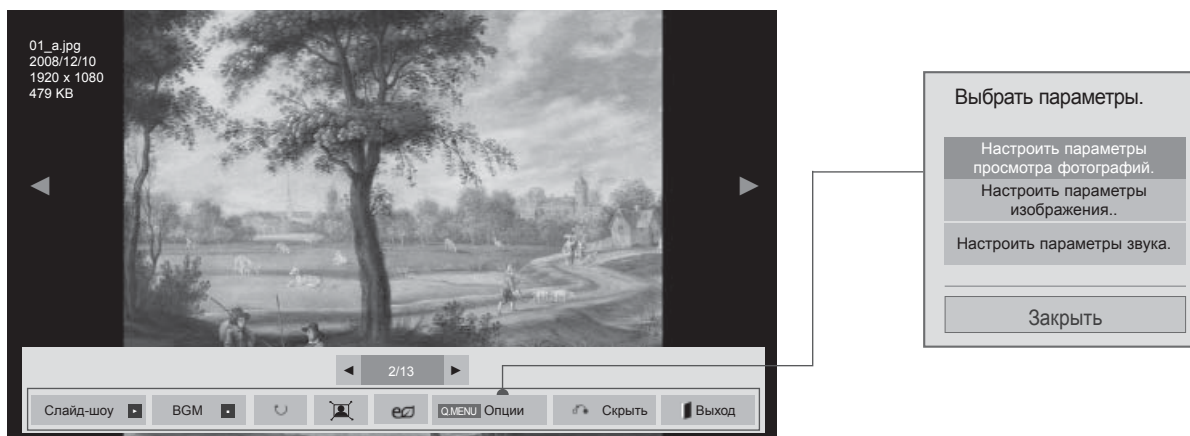 01_a.jpg
2008/12/10
1920 x 1080
479 KB
◄ 2/13 ►
Слайд-шоу BGM Q.MENU Опции Скрыть Выход
Выбрать параметры.
Настроить параметры
просмотра фотографий.
Настроить параметры
изображения..
Настроить параметры звука.
Закрыть